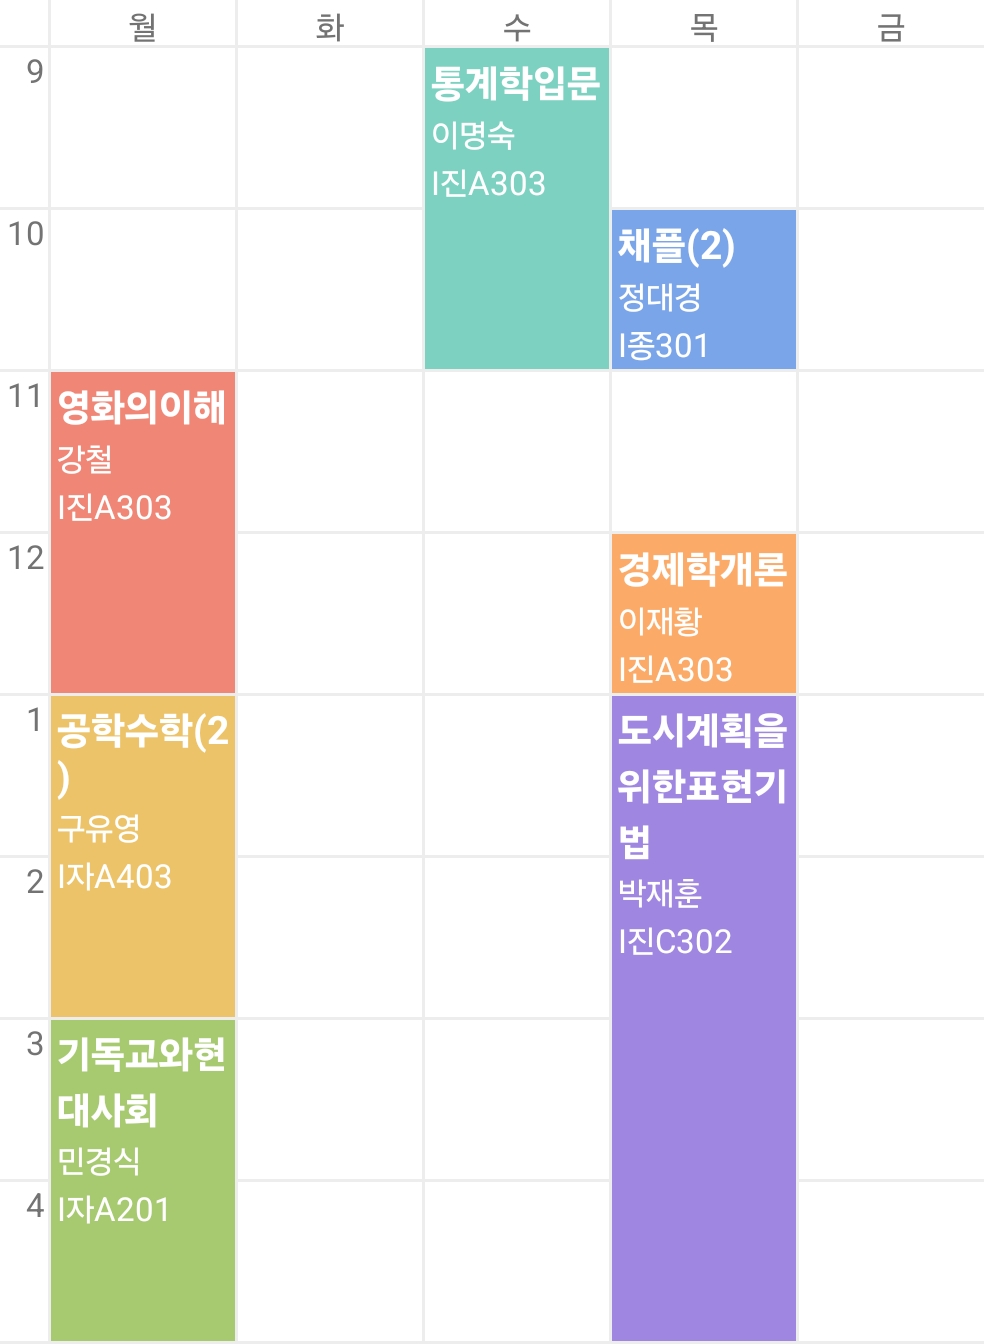 월 화 수 목 금
9
통계학입문
이명숙
I진A303
10
채플(2)
정대경
I종301
11
영화의이해
강철
I진A303
12
경제학개론
이재황
I진A303
1
공학수학(2
)
구유영
I자A403
도시계획을
위한표현기
법
박재훈
I진C302
2
3
기독교와현
대사회
민경식
I자A201
4